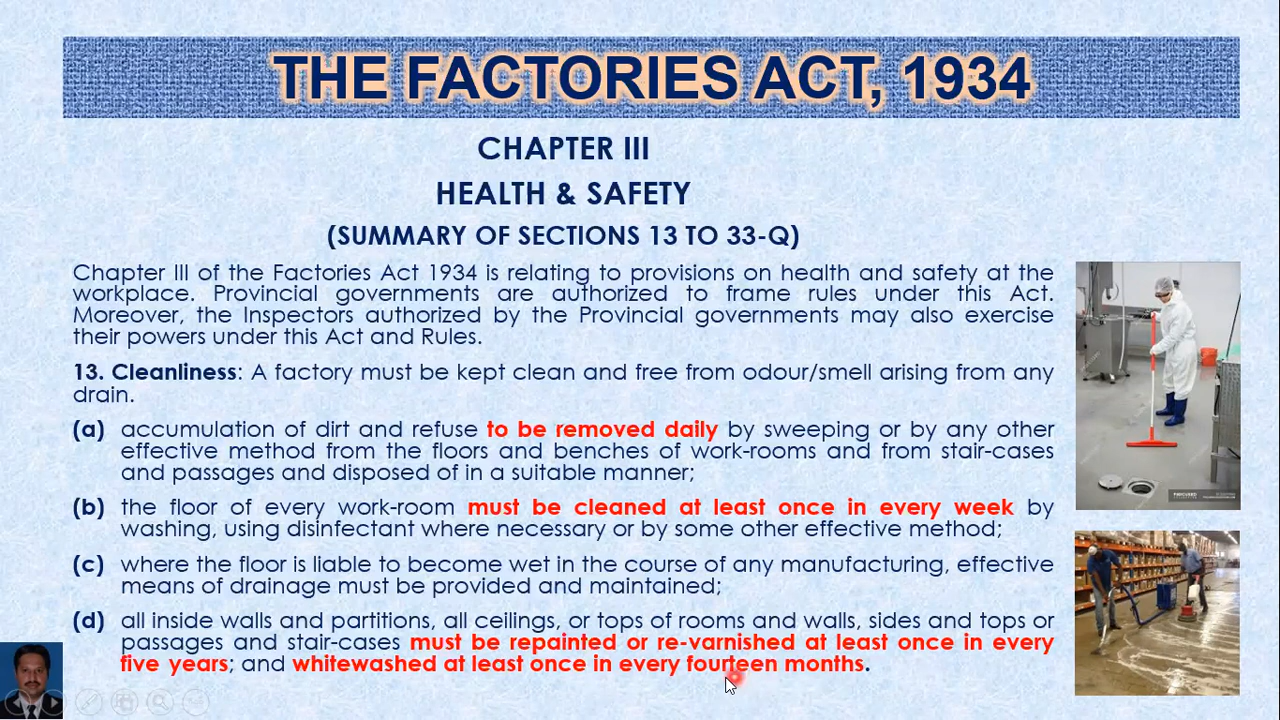 THE FACTORIES ACT, 1934
CHAPTER III
HEALTH & SAFETY
(SUMMARY OF SECTIONS 13 TO 33-Q)
Chapter III of the Factories Act 1934 is relating to provisions on health and safety at the
workplace. Provincial governments are authorized to frame rules under this Act.
Moreover, the Inspectors authorized by the Provincial governments may also exercise
their powers under this Act and Rules.
13. Cleanliness: A factory must be kept clean and free from odour/smell arising from any
drain.
(a) accumulation of dirt and refuse to be removed daily by sweeping or by any other
effective method from the floors and benches of work-rooms and from stair-cases
and passages and disposed of in a suitable manner;
(b) the floor of every work-room must be cleaned at least once in every week by
washing, using disinfectant where necessary or by some other effective method;
(c) where the floor is liable to become wet in the course of any manufacturing, effective
means of drainage must be provided and maintained;
(d) all inside walls and partitions, all ceilings, or tops of rooms and walls, sides and tops or
passages and stair-cases must be repainted or re-varnished at least once in every
five years; and whitewashed at least once in every fourteen months.